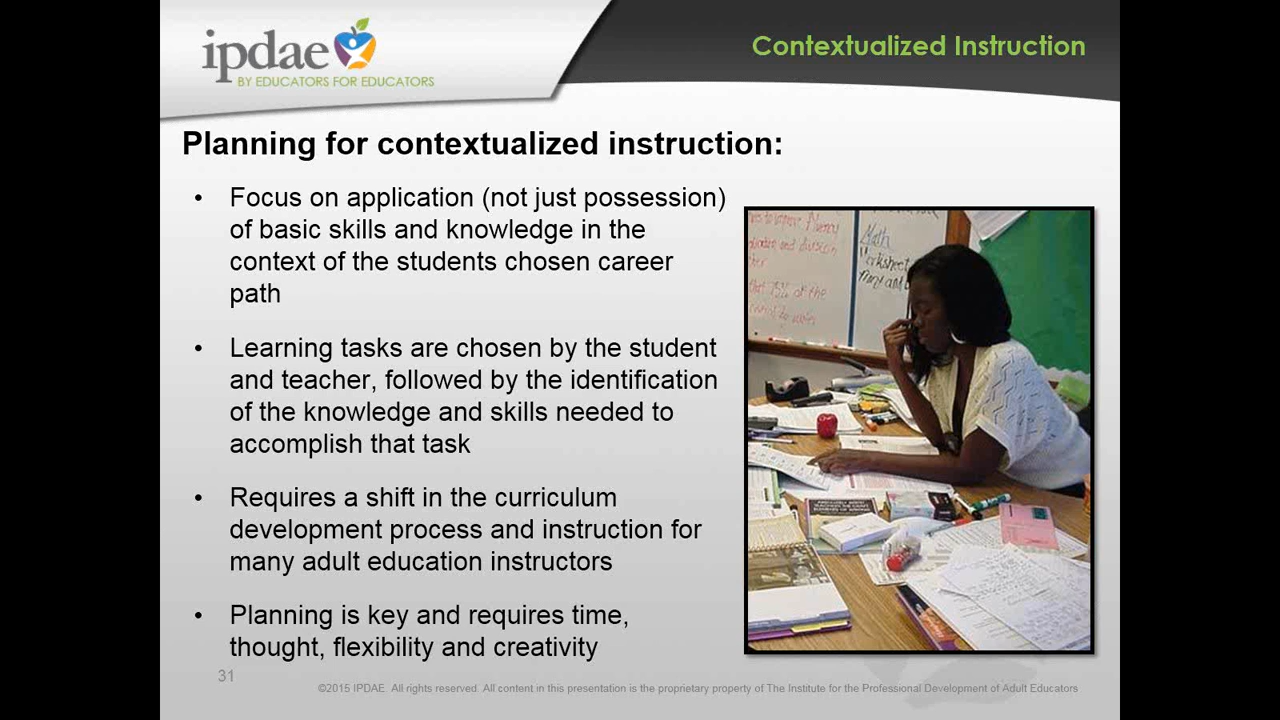 ipdae
BY EDUCATORS FOR EDUCATORS
Contextualized Instruction
Planning for contextualized instruction:
• Focus on application (not just possession)
of basic skills and knowledge in the
context of the students chosen career
path
• Learning tasks are chosen by the student
and teacher, followed by the identification
of the knowledge and skills needed to
accomplish that task
• Requires a shift in the curriculum
development process and instruction for
many adult education instructors
• Planning is key and requires time,
thought, flexibility and creativity
Math
31
©2015 IPDAE. All rights reserved. All content in this presentation is the proprietary property of The Institute for the Professional Development of Adult Educators